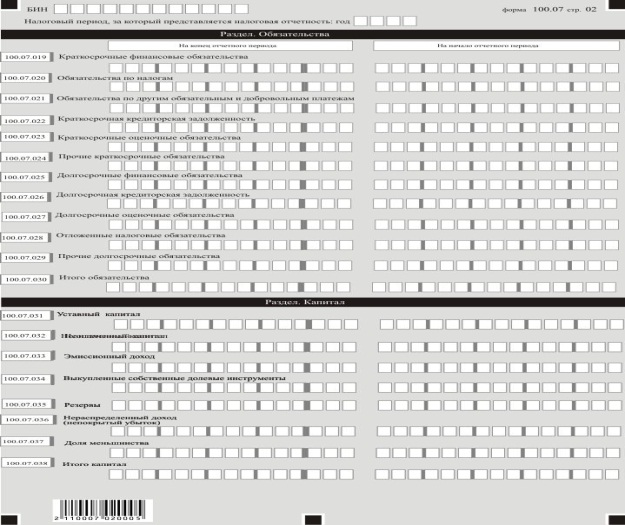 БИН форма 100.07 стр. 02
Налоговый период, за который представляется налоговая отчетность: год
Раздел. Обязательства
На конец отчетного периода На начало отчетного периода
100.07.019 Краткосрочные финансовые обязательства
100.07.020 Обязательства по налогам
100.07.021 Обязательства по другим обязательным и добровольным платежам
100.07.022 Краткосрочная кредиторская задолженность
100.07.023 Краткосрочные оценочные обязательства
100.07.024 Прочие краткосрочные обязательства
100.07.025 Долгосрочные финансовые обязательства
100.07.026 Долгосрочная кредиторская задолженность
100.07.027 Долгосрочные оценочные обязательства
100.07.028 Отложенные налоговые обязательства
100.07.029 Прочие долгосрочные обязательства
100.07.030 Итого обязательства
Раздел. Капитал
100.07.031 Уставный капитал
100.07.032 Неоплаченный капитал
100.07.033 Эмиссионный доход
100.07.034 Выкупленные собственные долевые инструменты
100.07.035 Резервы
100.07.036 Нераспределенный доход
(непокрытый убыток)
100.07.037 Доля меньшинства
100.07.038 Итого капитал
2110007020005